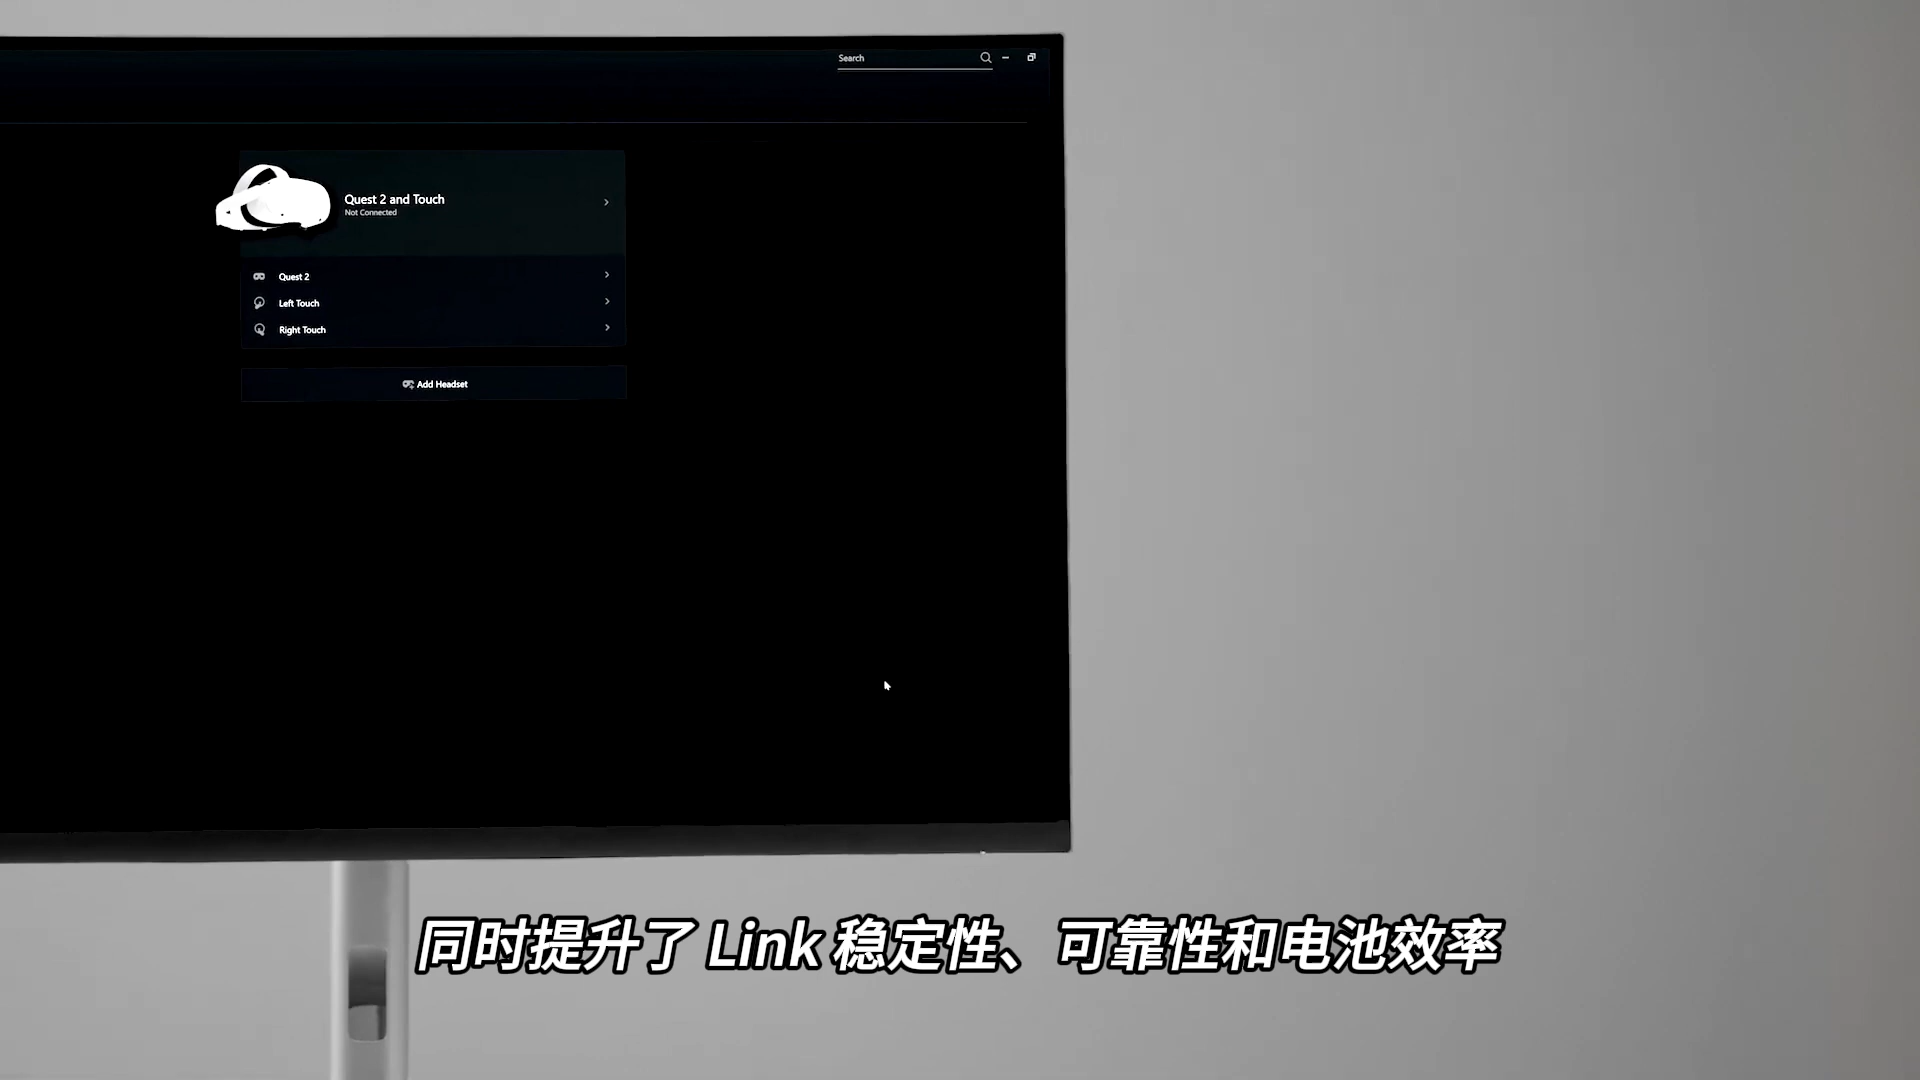 Search
Quest 2 and Touch
Not Connected
Quest 2
Left Touch
Right Touch
Add Headset
同时提升了 Link 稳定性、可靠性和电池效率